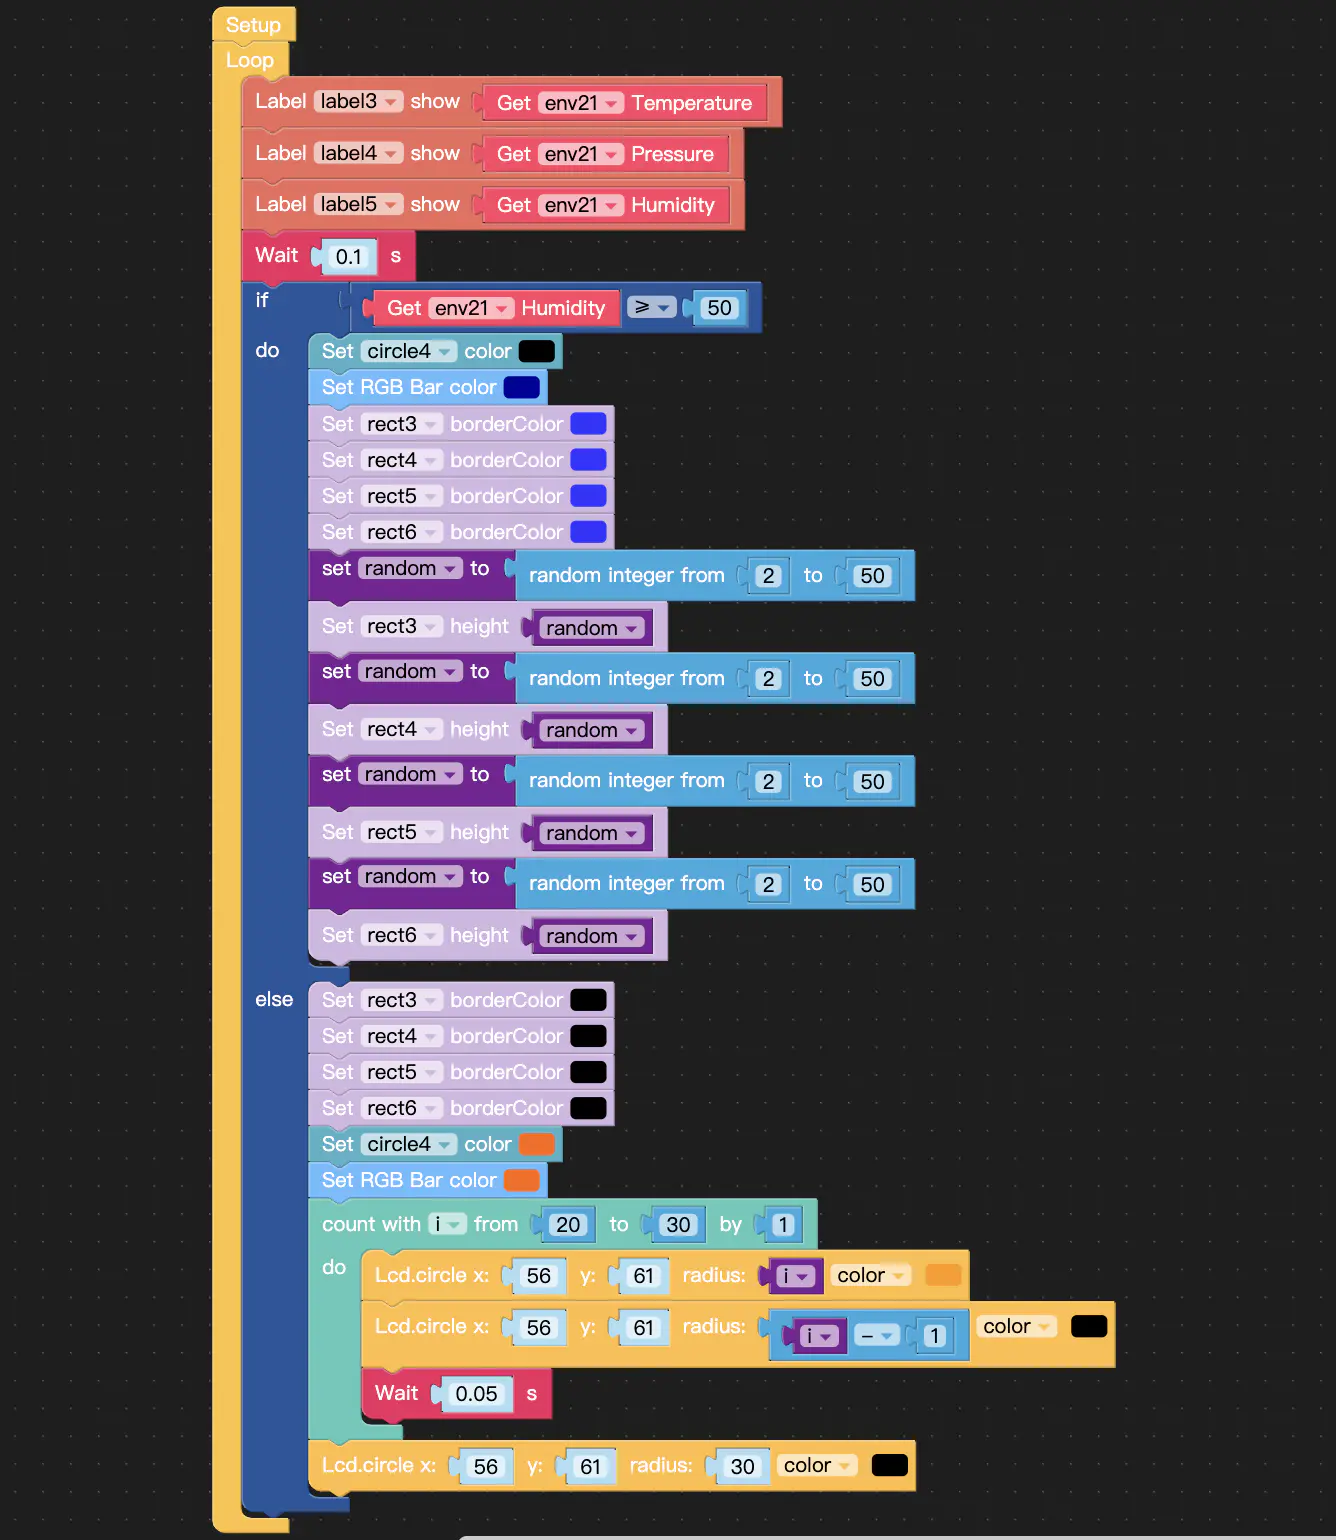 Setup
Loop
Label label3 show Get env21 Temperature
Label label4 show Get env21 Pressure
Label label5 show Get env21 Humidity
Wait 0.1 s
if Get env21 Humidity ≥ 50
do Set circle4 color
Set RGB Bar color
Set rect3 borderColor
Set rect4 borderColor
Set rect5 borderColor
Set rect6 borderColor
set random to random integer from 2 to 50
Set rect3 height random
set random to random integer from 2 to 50
Set rect4 height random
set random to random integer from 2 to 50
Set rect5 height random
set random to random integer from 2 to 50
Set rect6 height random
else Set rect3 borderColor
Set rect4 borderColor
Set rect5 borderColor
Set rect6 borderColor
Set circle4 color
Set RGB Bar color
count with i from 20 to 30 by 1
do Lcd.circle x: 56 y: 61 radius: i color
Lcd.circle x: 56 y: 61 radius: i - 1 color
Wait 0.05 s
Lcd.circle x: 56 y: 61 radius: 30 color